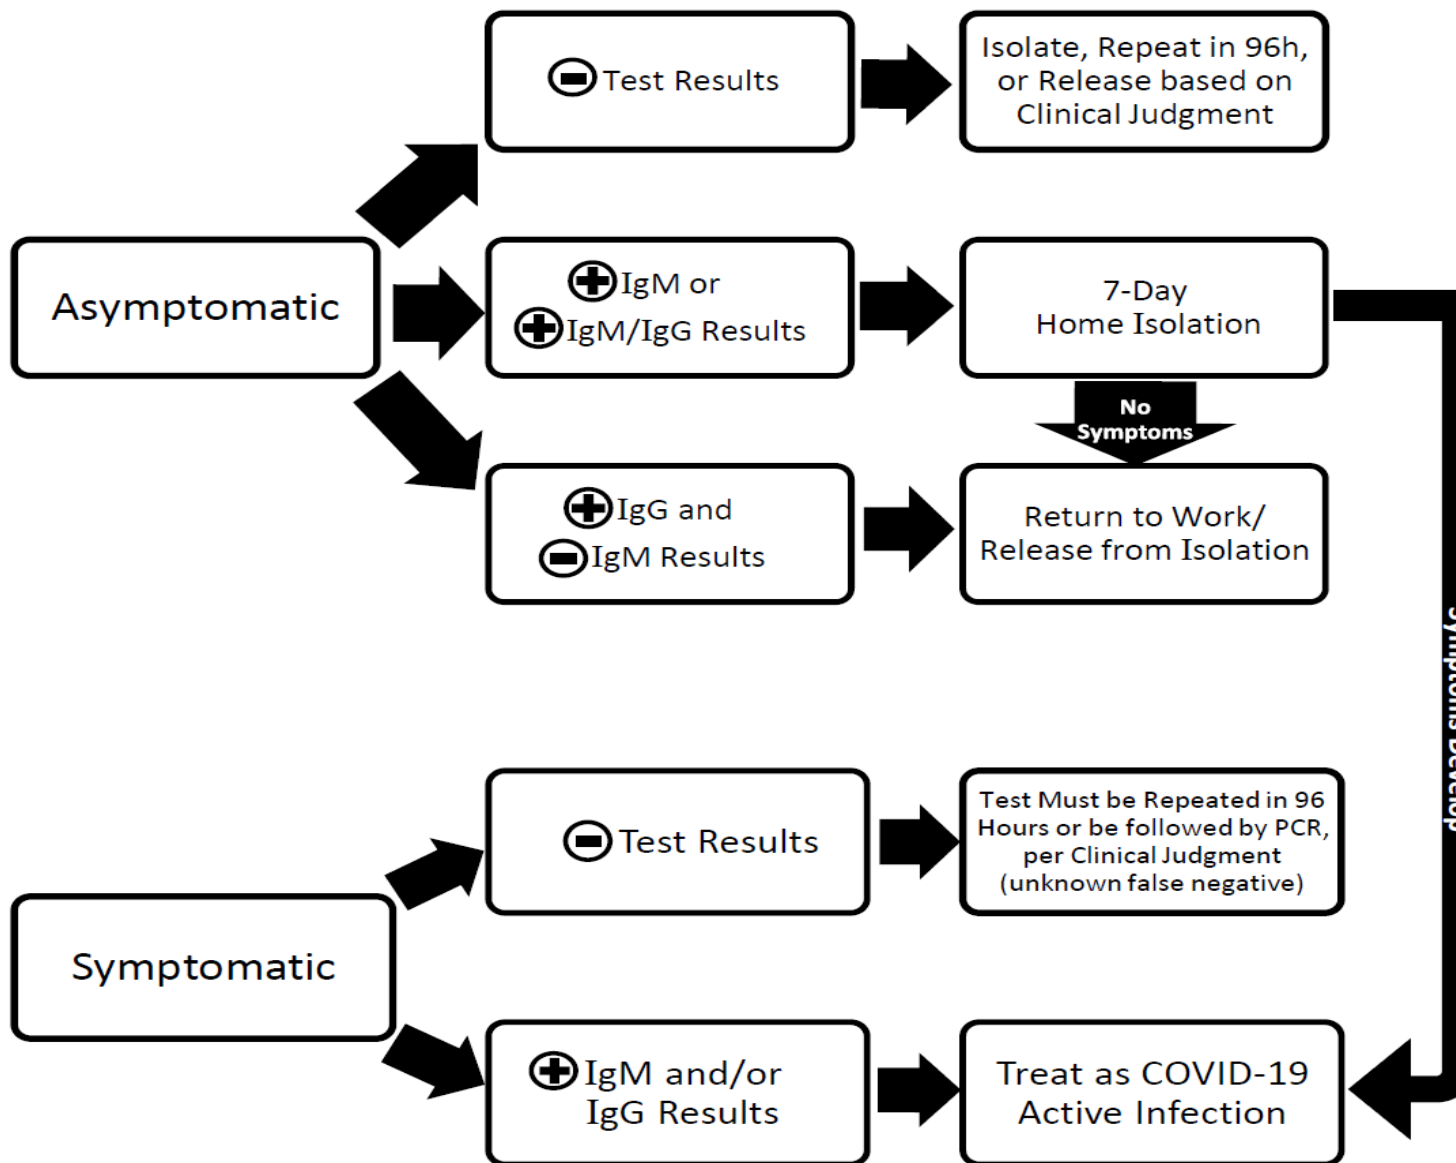 Test Results
Isolate, Repeat in 96h,
or Release based on
Clinical Judgment
Asymptomatic
IgM or
IgM/IgG Results
7-Day
Home Isolation
No
Symptoms
IgG and
IgM Results
Return to Work/
Release from Isolation
Symptoms Develop
Test Results
Test Must be Repeated in 96
Hours or be followed by PCR,
per Clinical Judgment
(unknown false negative)
Symptomatic
IgM and/or
IgG Results
Treat as COVID-19
Active Infection